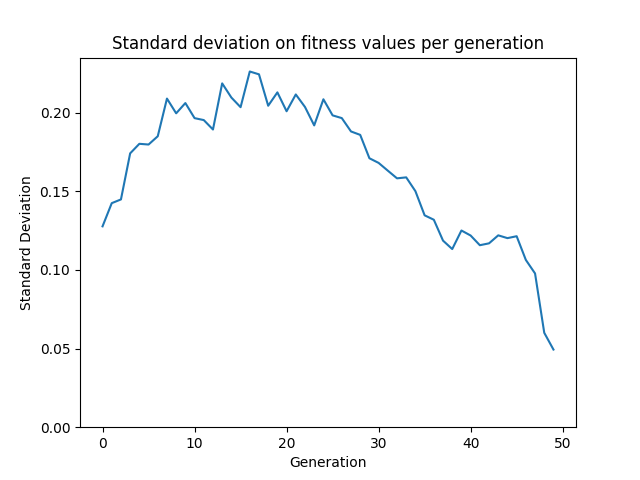 Standard deviation on fitness values per generation
0.20
0.15
0.10
0.05
0.00
Standard Deviation
0 10 20 30 40 50
Generation